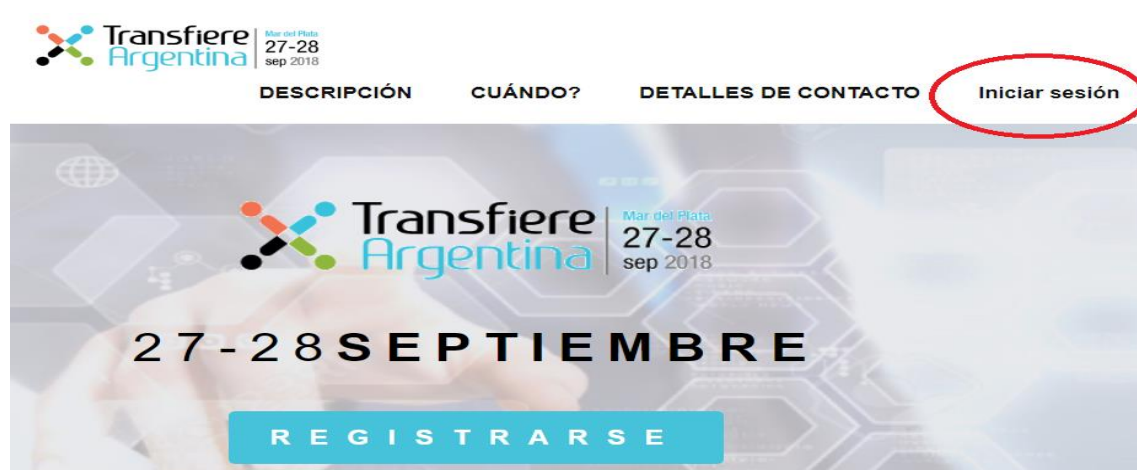 Transfiere
Argentina
Mar del Plata
27-28
sep 2018
DESCRIPCIÓN CUÁNDO? DETALLES DE CONTACTO Iniciar sesión
Transfiere
Argentina
Mar del Plata
27-28
sep 2018
27-28SEPTIEMBRE
REGISTRARSE